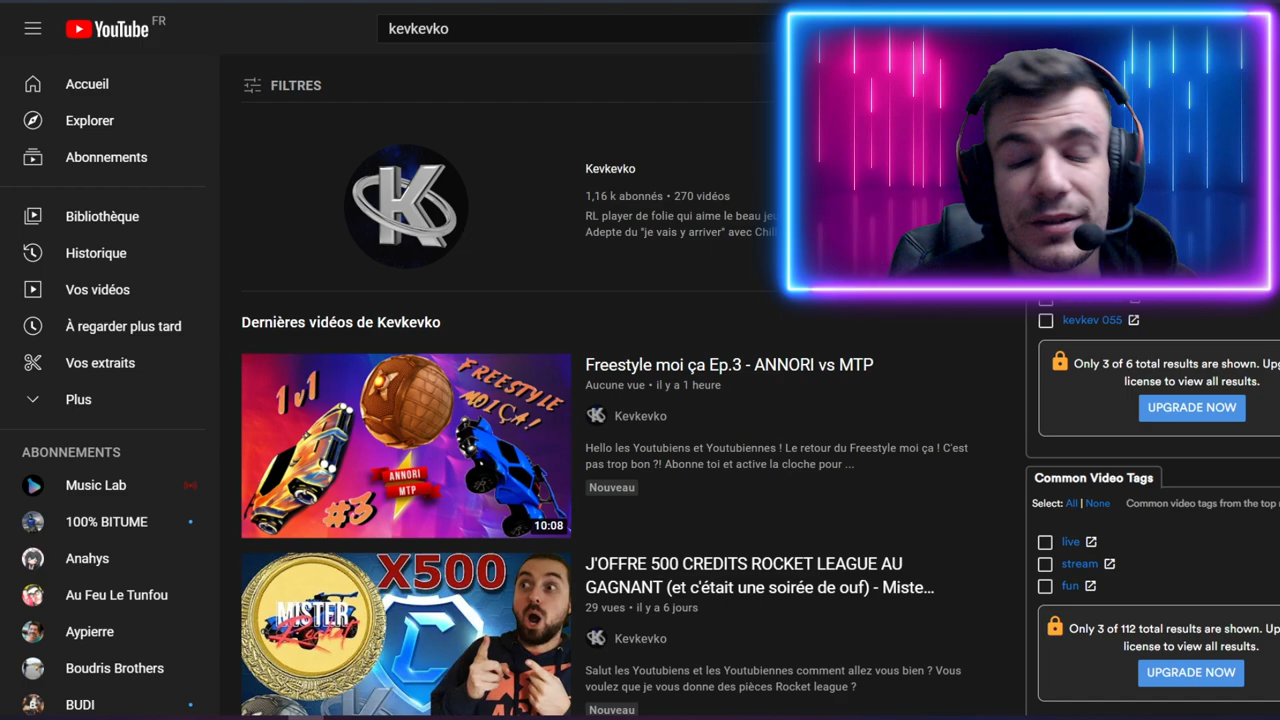 YouTube FR
kevkevko
Accueil
Explorer
Abonnements
Bibliothèque
Historique
Vos vidéos
À regarder plus tard
Vos extraits
Plus
ABONNEMENTS
Music Lab
100% BITUME
Anahys
Au Feu Le Tunfou
Aypierre
Boudris Brothers
BUDI
FILTRES
K
Kevkevko
1,16 k abonnés • 270 vidéos
RL player de folie qui aime le beau jeu
Adepte du "je vais y arriver" avec Chill
Dernières vidéos de Kevkevko
1v1
FREESTYLE
MOI ÇA!
ANNORI
MTP
#3
10:08
Freestyle moi ça Ep.3 - ANNORI vs MTP
Aucune vue • il y a 1 heure
Kevkevko
Hello les Youtubiens et Youtubiennes ! Le retour du Freestyle moi ça ! C'est
pas trop bon ?! Abonne toi et active la cloche pour ...
Nouveau
X500
MISTER
Rocket
C
J'OFFRE 500 CREDITS ROCKET LEAGUE AU
GAGNANT (et c'était une soirée de ouf) - Miste...
29 vues • il y a 6 jours
Kevkevko
Salut les Youtubiens et les Youtubiennes comment allez vous bien ? Vous
voulez que je vous donne des pièces Rocket league ?
Nouveau
kevkev 055
Only 3 of 6 total results are shown. Upg
license to view all results.
UPGRADE NOW
Common Video Tags
Select: All | None Common video tags from the top
live
stream
fun
Only 3 of 112 total results are shown. Up
license to view all results.
UPGRADE NOW